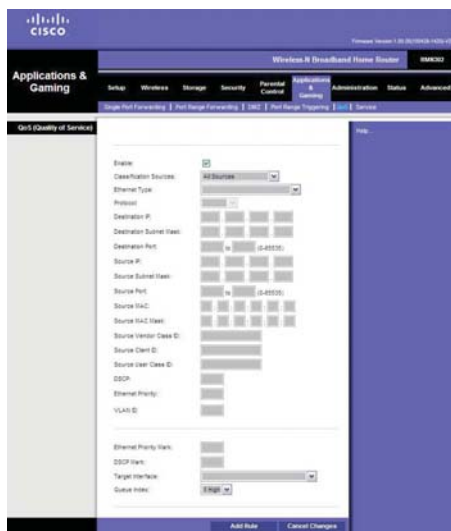 CISCO
Wireless-N Broadband Home Router
Applications & Gaming
Setup Wireless Storage Security Parental Control Applications & Gaming Administration Status Advanced
Single Port Forwarding | Port Range Forwarding | DMZ | Port Range Triggering | QoS | Service
QoS (Quality of Service)
Help...
Enable:
Classification Sources: All Sources
Ethernet Type:
Protocol:
Destination IP:
Destination Subnet Mask:
Destination Port: to (0-65535)
Source IP:
Source Subnet Mask:
Source Port: to (0-65535)
Source MAC:
Source MAC Mask:
Source Vendor Class ID:
Source Client ID:
Source User Class ID:
DSCP:
Ethernet Priority:
VLAN ID:
Ethernet Priority Mark:
DSCP Mark:
Target Interface:
Queue Index: 0 High
Add Rule Cancel Changes